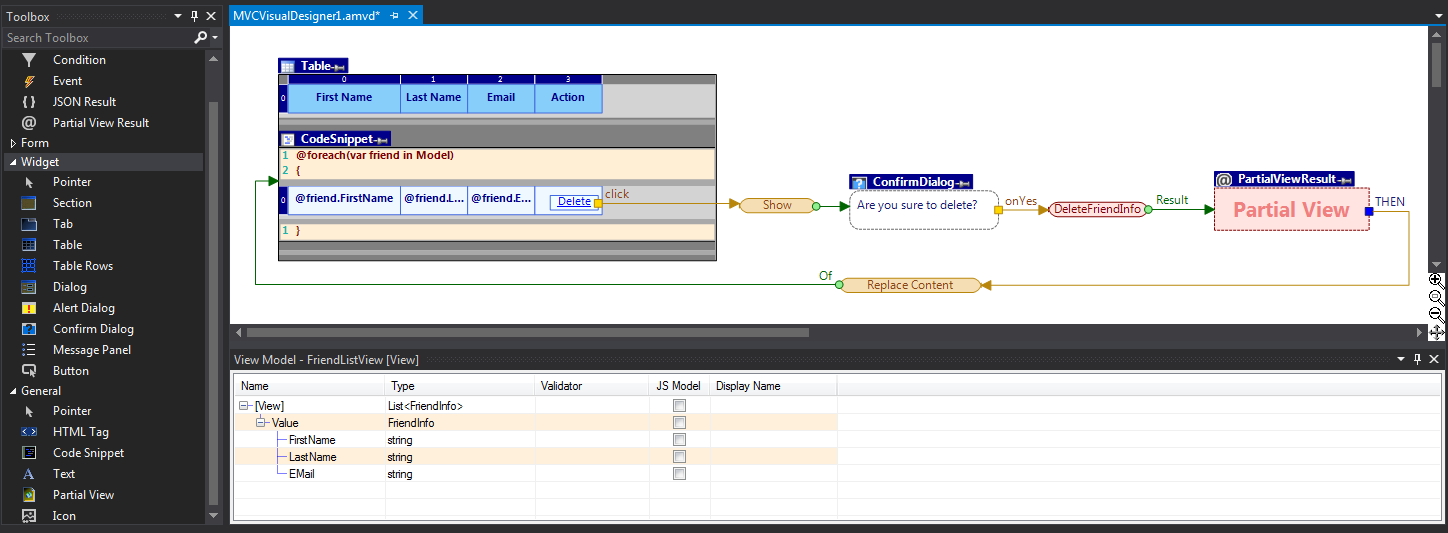 Toolbox
Search Toolbox
Condition
Event
JSON Result
@ Partial View Result
Form
Widget
Pointer
Section
Tab
Table
Table Rows
Dialog
Alert Dialog
Confirm Dialog
Message Panel
Button
General
Pointer
HTML Tag
Code Snippet
Text
Partial View
Icon
MVCVisualDesigner1.amvd*
Table
0 1 2 3
0 First Name Last Name Email Action
CodeSnippet
1 @foreach(var friend in Model)
2 {
0 @friend.FirstName @friend.L... @friend.E... Delete
1 }
click
Show
ConfirmDialog
Are you sure to delete?
onYes
DeleteFriendInfo
Result
@ PartialViewResult
Partial View
THEN
Replace Content
Of
View Model - FriendListView [View]
Name Type Validator JS Model Display Name
[View] List<FriendInfo>
Value FriendInfo
FirstName string
LastName string
EMail string